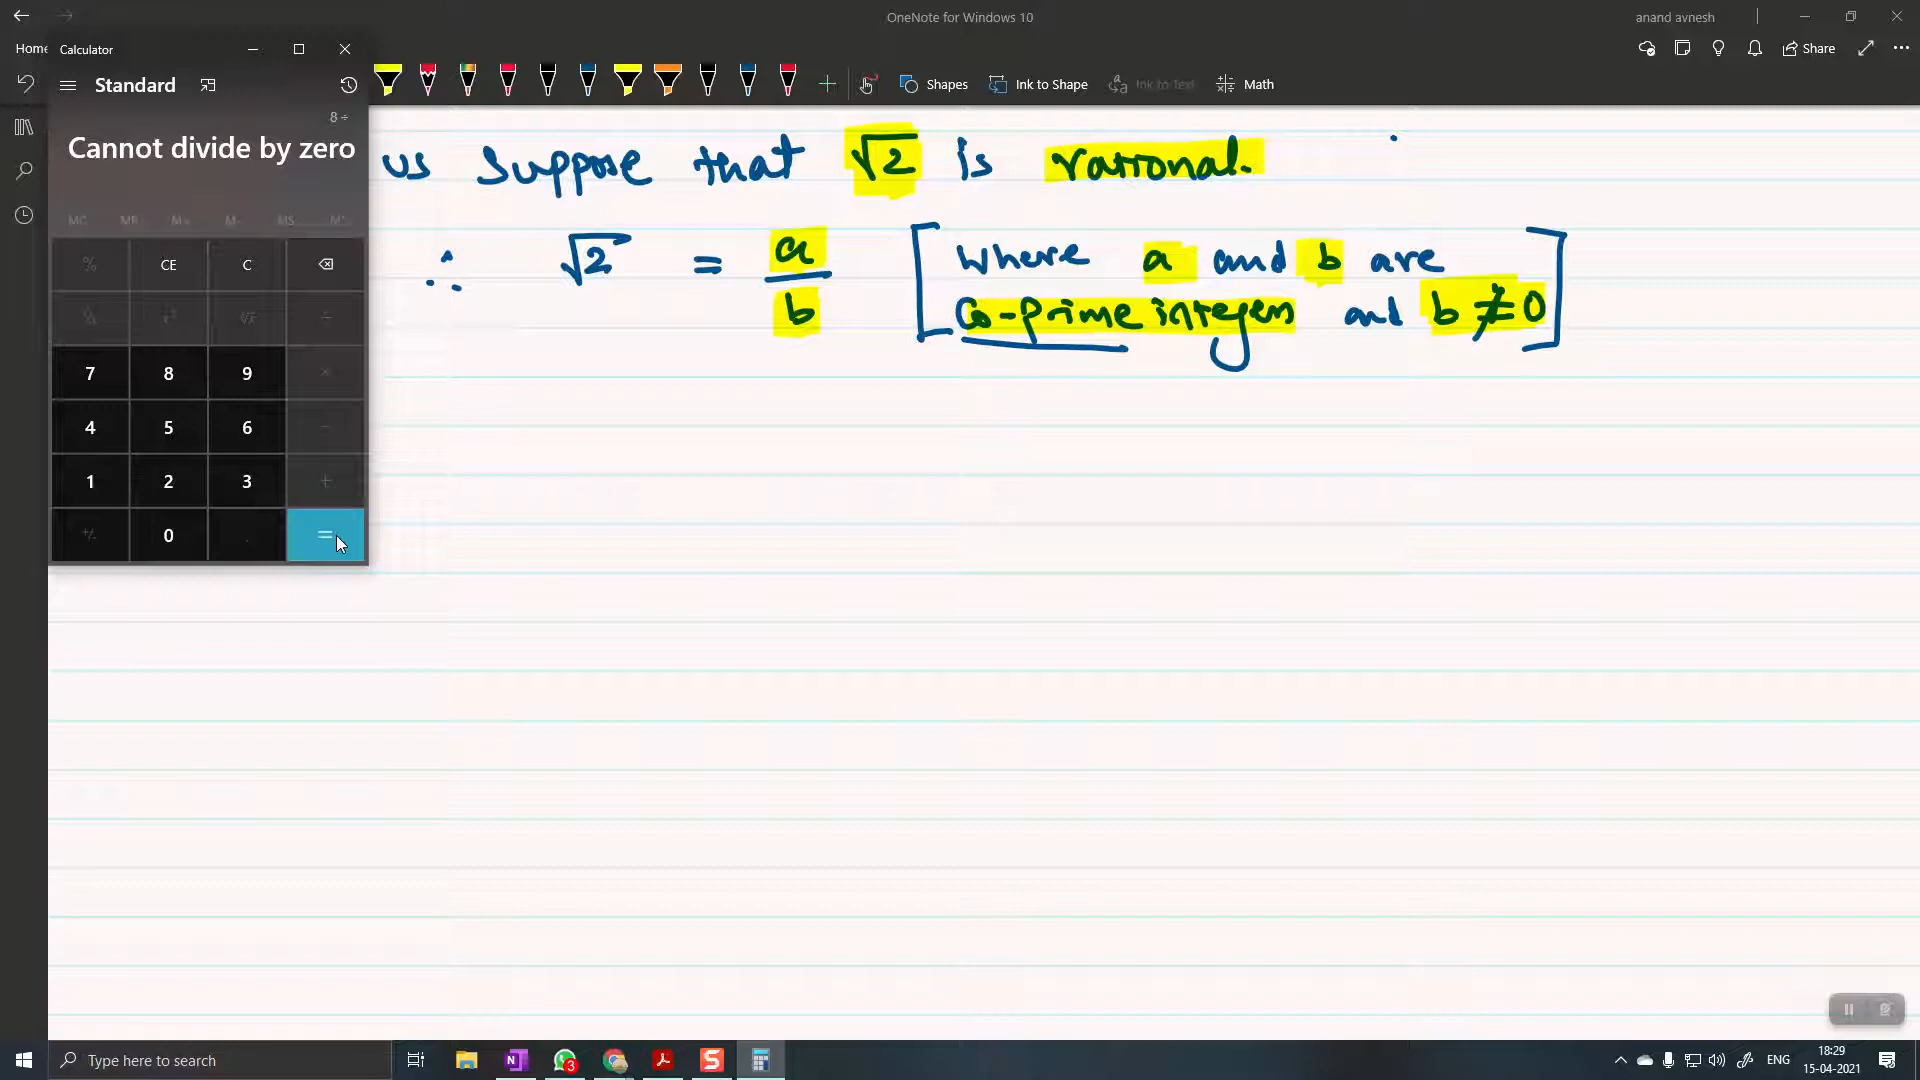 OneNote for Windows 10
anand avnesh
Home
Calculator
Share
Standard
Shapes
Ink to Shape
Ink to Text
Math
8 ÷
Cannot divide by zero
us suppose that √2 is rational.
∴ √2 = a/b [where a and b are
Co-prime integers and b ≠ 0]
MC MR M+ M- MS M˅
% CE C
7 8 9 ×
4 5 6 −
1 2 3 +
+/- 0 . =
Type here to search
3
ENG
18:29
15-04-2021